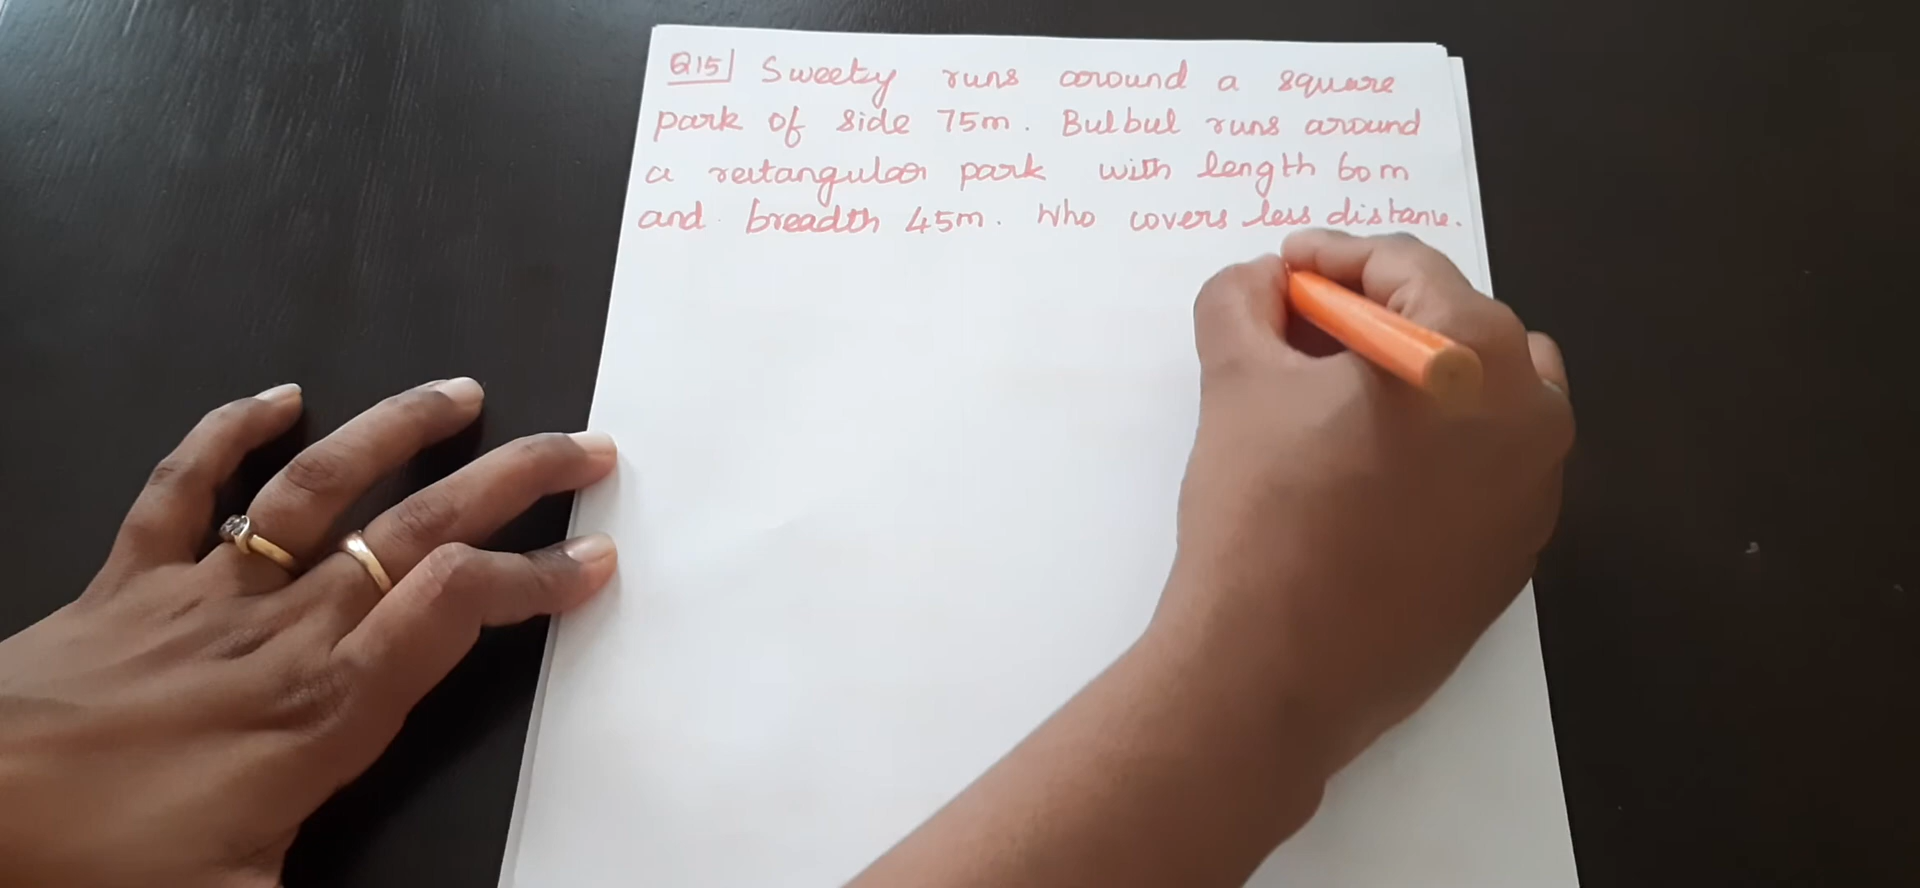 Q15 Sweety runs around a square
park of side 75m. Bulbul runs around
a rectangular park with length 60m
and breadth 45m. Who covers less distance.